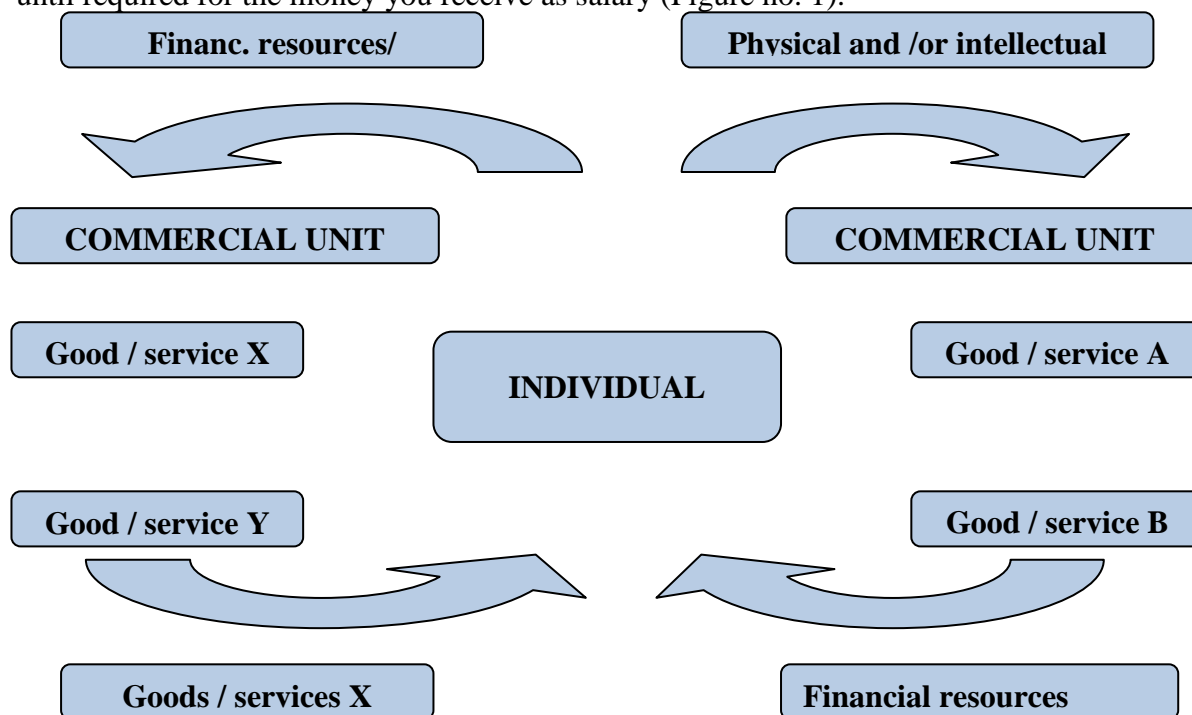 until required for the money you receive as salary (Figure no. 1).
Financ. resources/
Physical and /or intellectual
COMMERCIAL UNIT
COMMERCIAL UNIT
Good / service X
Good / service A
INDIVIDUAL
Good / service Y
Good / service B
Goods / services X
Financial resources